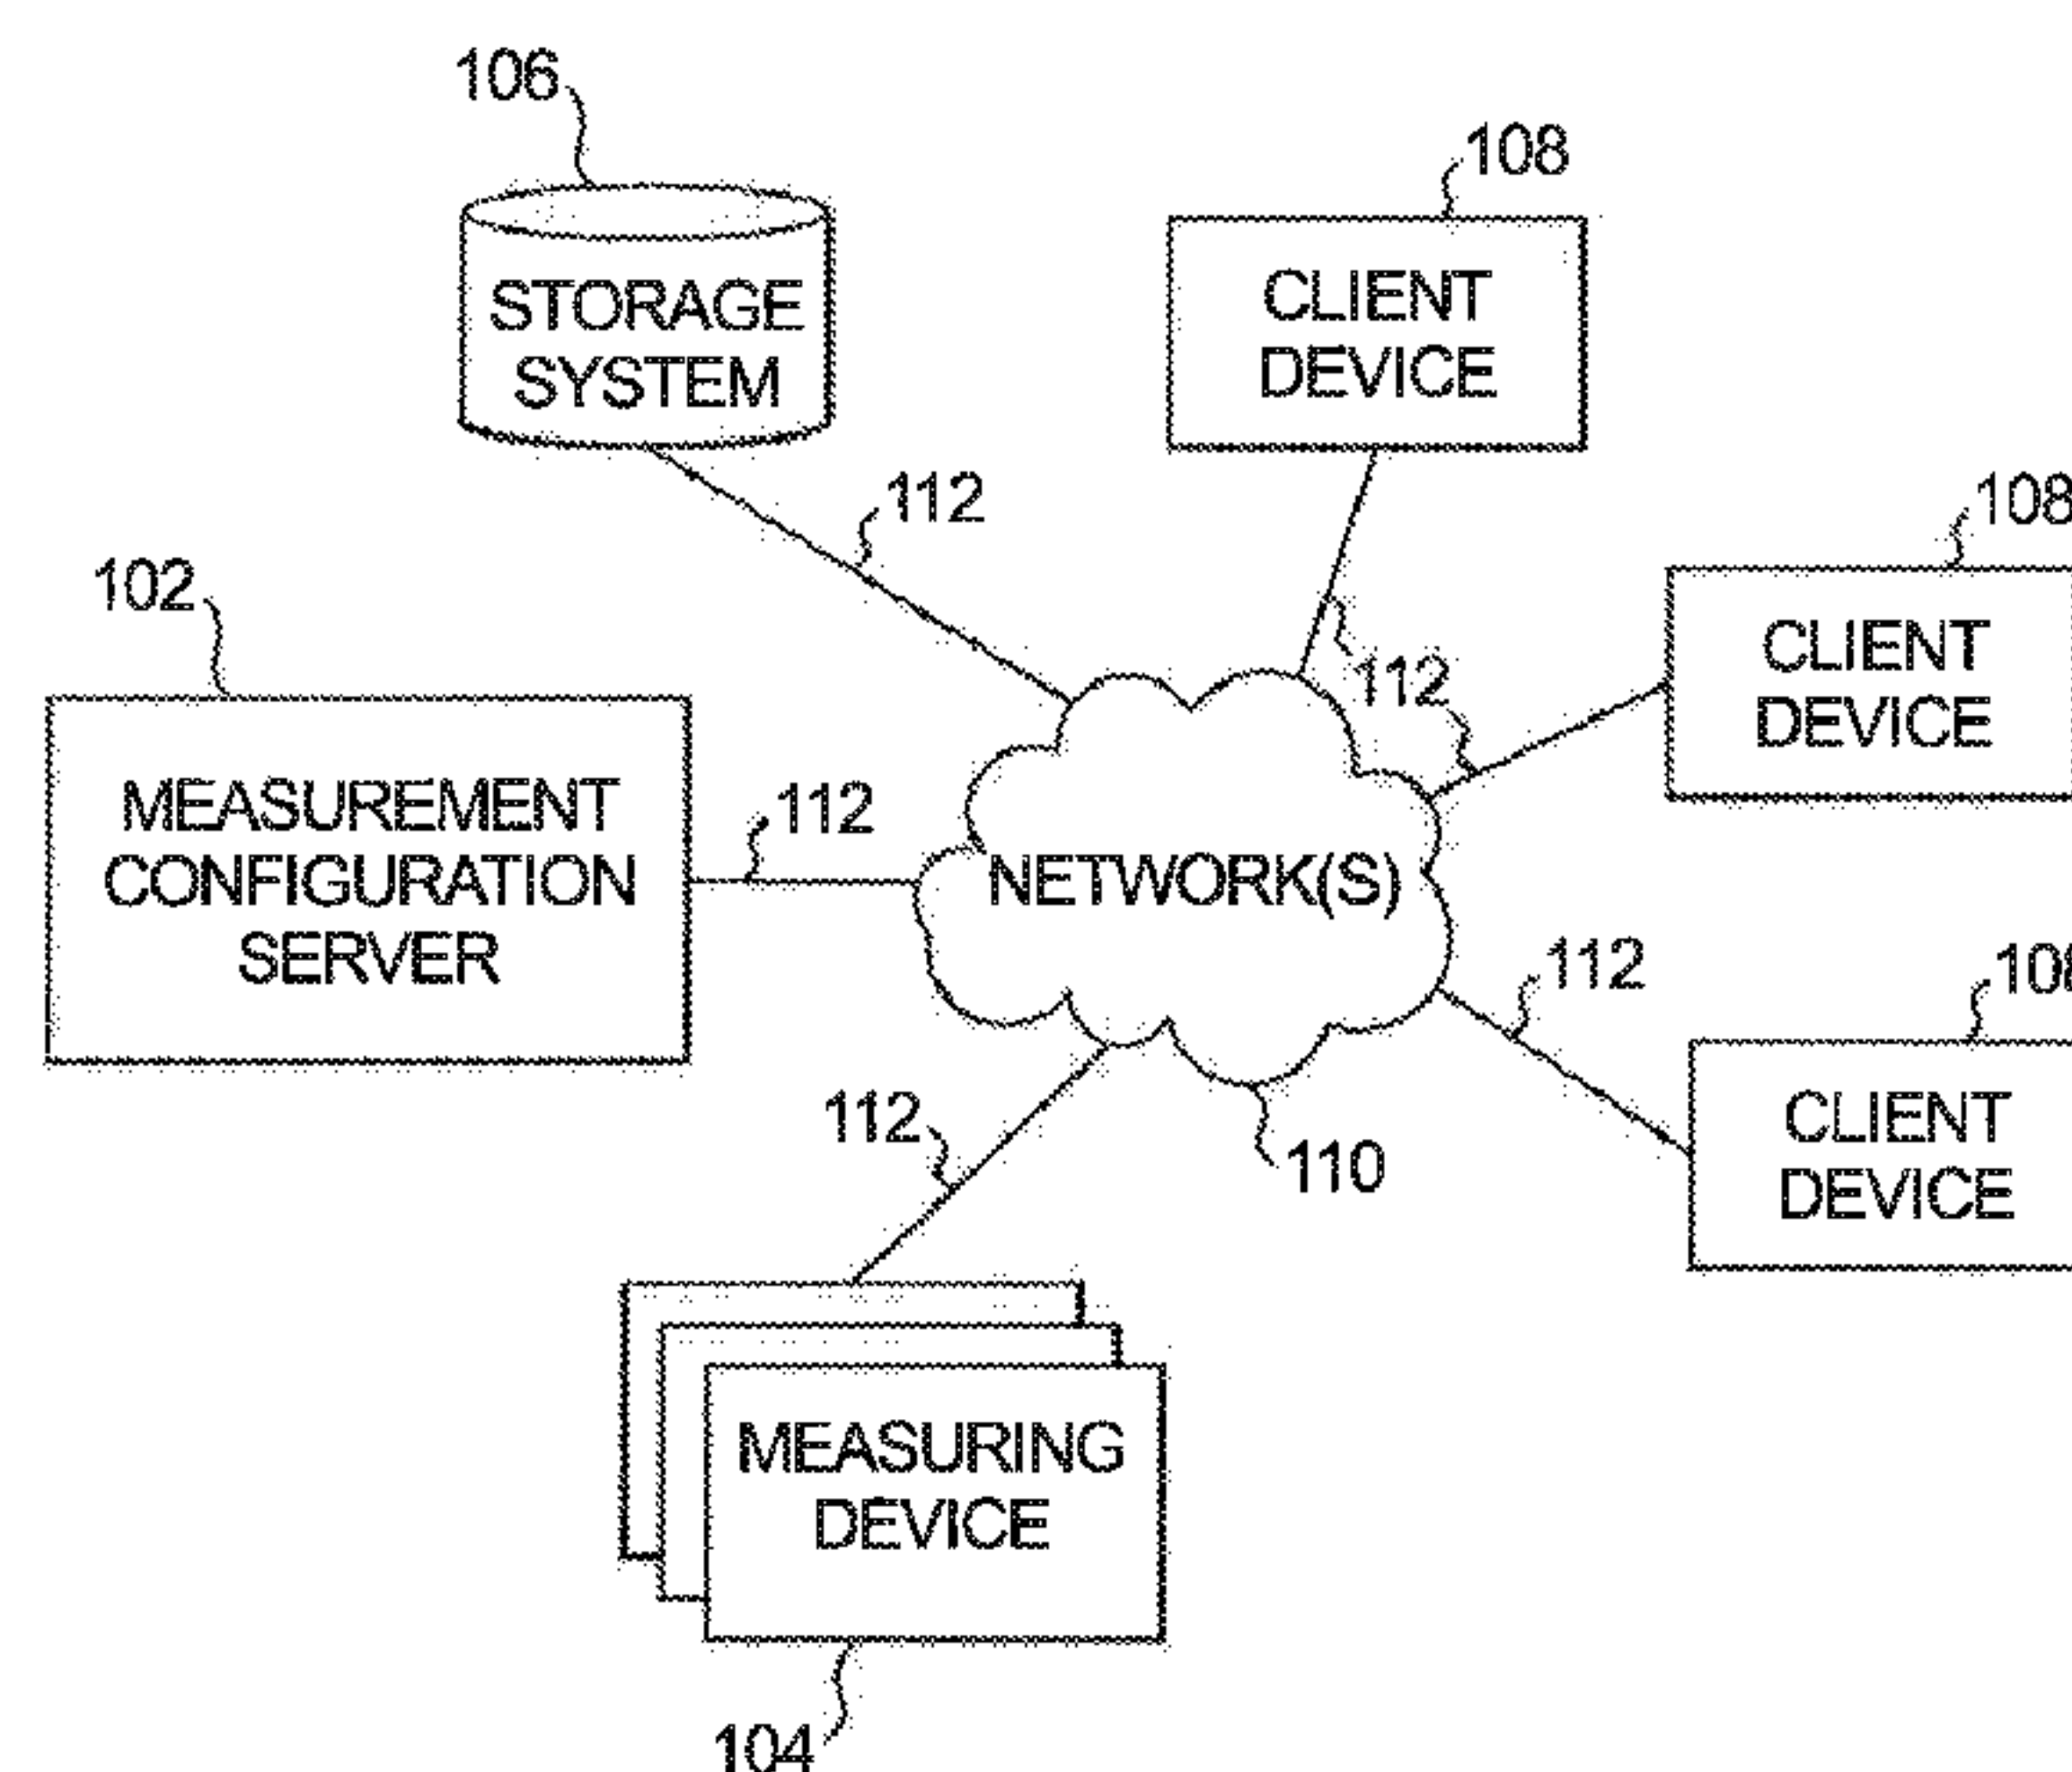 106
108
STORAGE
SYSTEM
CLIENT
DEVICE
112
108
102
CLIENT
DEVICE
112
MEASUREMENT
CONFIGURATION
SERVER
112
NETWORK(S)
112
108
CLIENT
DEVICE
112
110
MEASURING
DEVICE
104